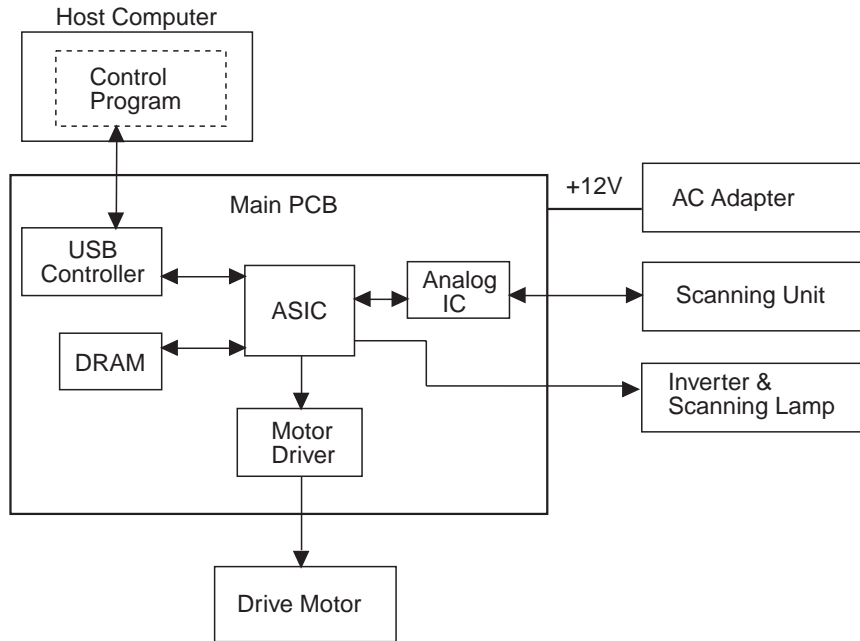 Host Computer
Control
Program
Main PCB
+12V
AC Adapter
USB
Controller
ASIC
Analog
IC
Scanning Unit
DRAM
Inverter &
Scanning Lamp
Motor
Driver
Drive Motor